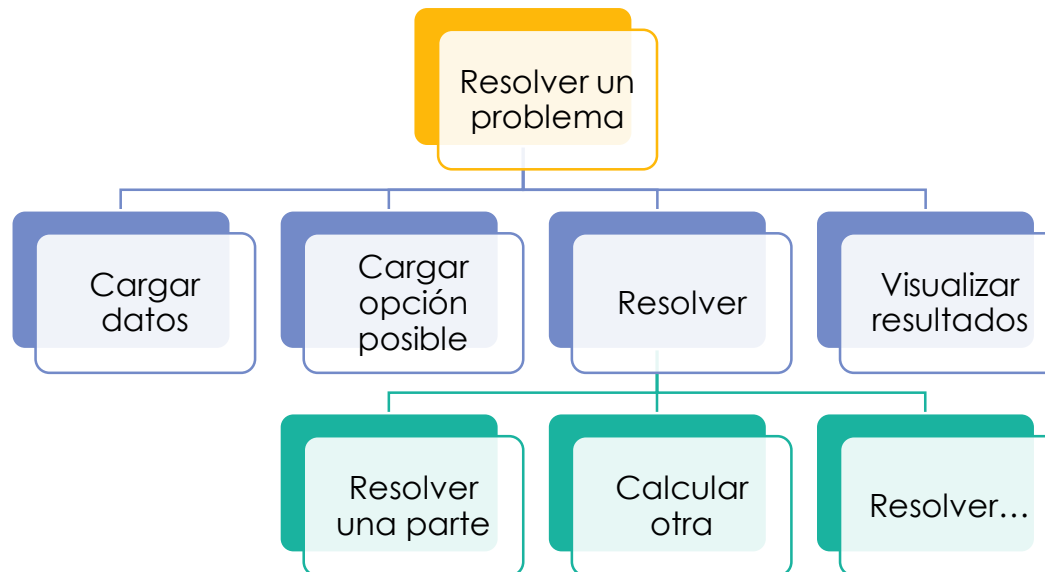 Resolver un
problema
Cargar
datos
Cargar
opción
posible
Resolver
Visualizar
resultados
Resolver
una parte
Calcular
otra
Resolver…